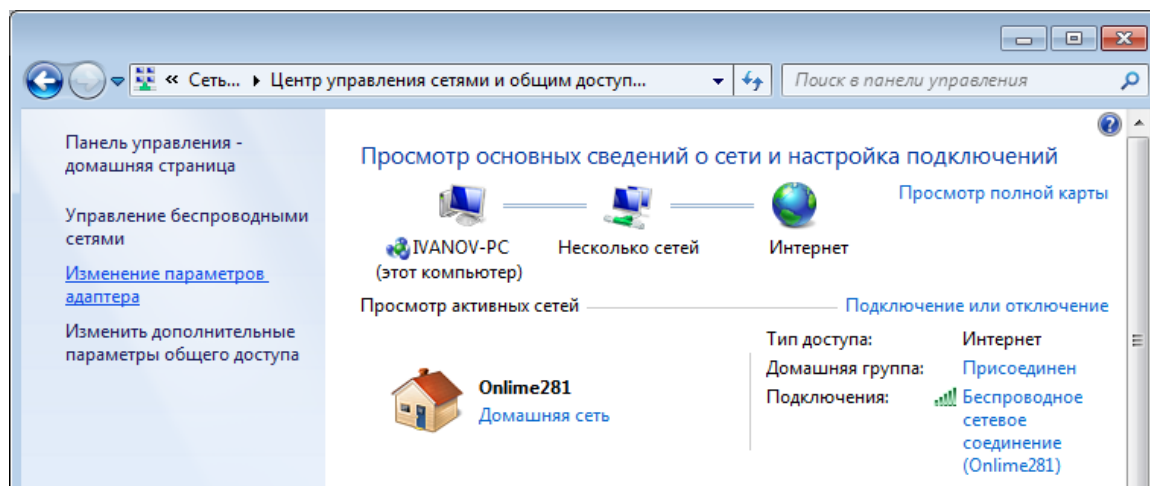 « Сеть... ▸ Центр управления сетями и общим доступ...
Поиск в панели управления
Панель управления -
домашняя страница
Управление беспроводными
сетями
Изменение параметров
адаптера
Изменить дополнительные
параметры общего доступа
Просмотр основных сведений о сети и настройка подключений
Просмотр полной карты
IVANOV-PC
(этот компьютер)
Несколько сетей
Интернет
Просмотр активных сетей
Подключение или отключение
Onlime281
Домашняя сеть
Тип доступа: Интернет
Домашняя группа: Присоединен
Подключения: Беспроводное
сетевое
соединение
(Onlime281)